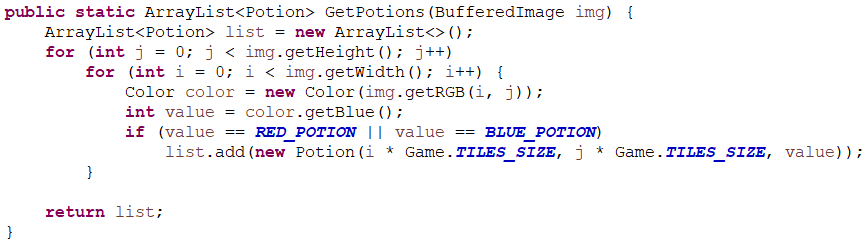 public static ArrayList<Potion> GetPotions(BufferedImage img) {
    ArrayList<Potion> list = new ArrayList<>();
    for (int j = 0; j < img.getHeight(); j++)
        for (int i = 0; i < img.getWidth(); i++) {
            Color color = new Color(img.getRGB(i, j));
            int value = color.getBlue();
            if (value == RED_POTION || value == BLUE_POTION)
                list.add(new Potion(i * Game.TILES_SIZE, j * Game.TILES_SIZE, value));
        }

    return list;
}